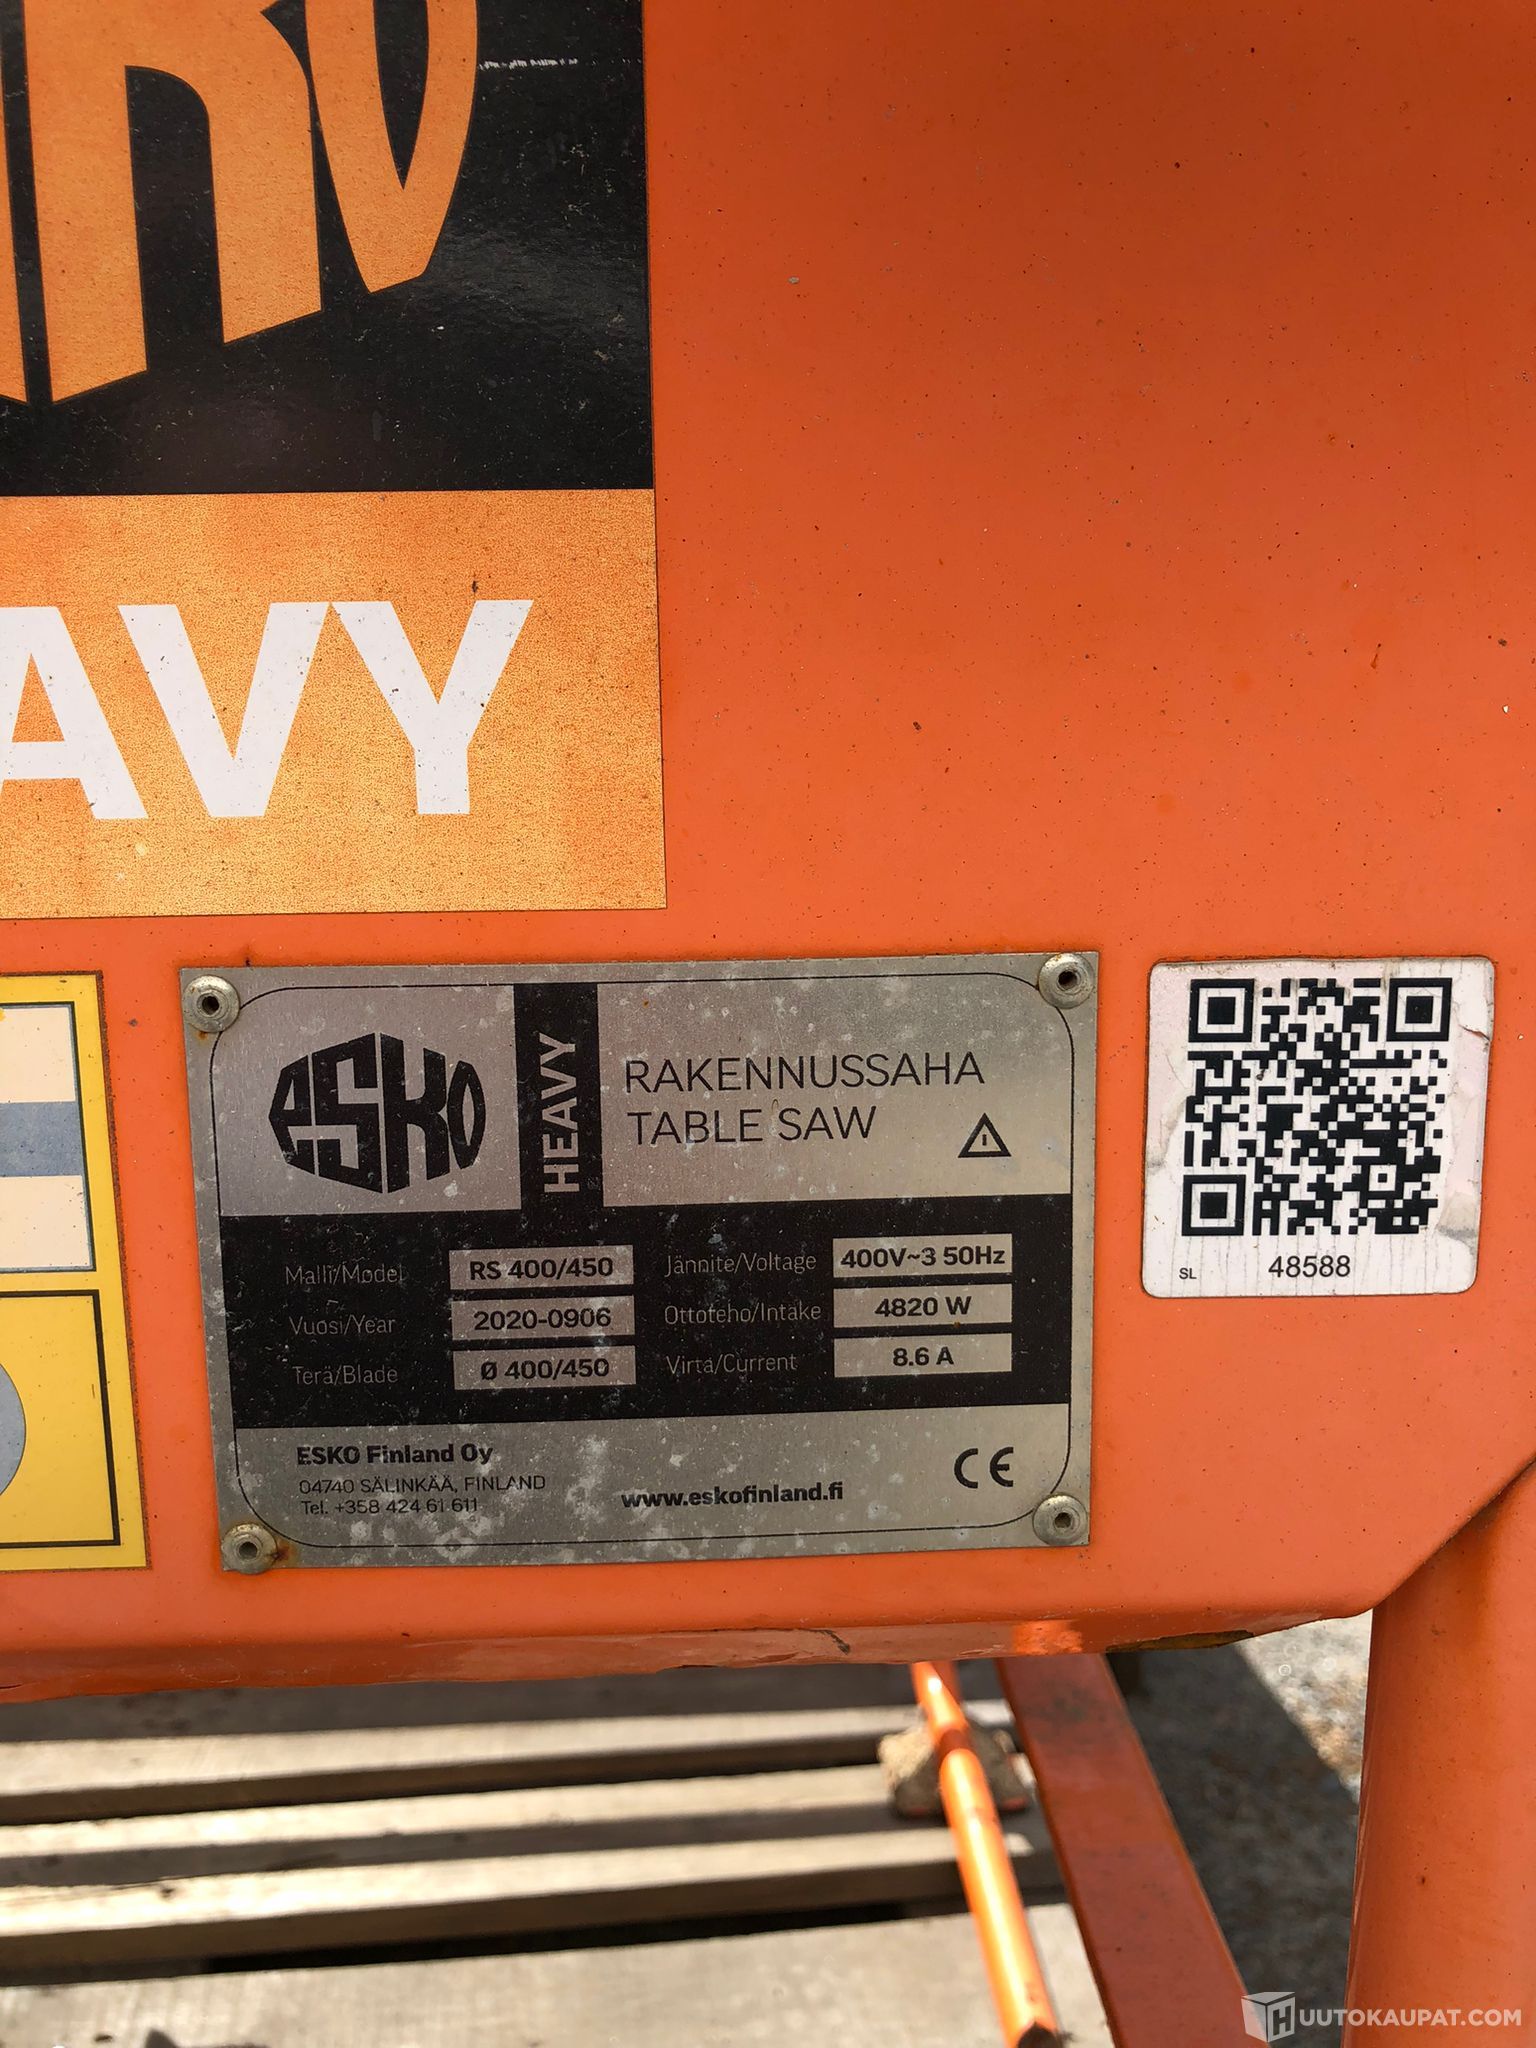 AVY
ESKO
HEAVY
RAKENNUSSAHA
TABLE SAW
Malli/Model RS 400/450
Vuosi/Year 2020-0906
Terä/Blade Ø 400/450
Jännite/Voltage 400V~3 50Hz
Ottoteho/Intake 4820 W
Virta/Current 8.6 A
ESKO Finland Oy
04740 SÄLINKÄÄ, FINLAND
Tel. +358 424 61 611
www.eskofinland.fi
CE
SL 48588
HUUTOKAUPAT.COM